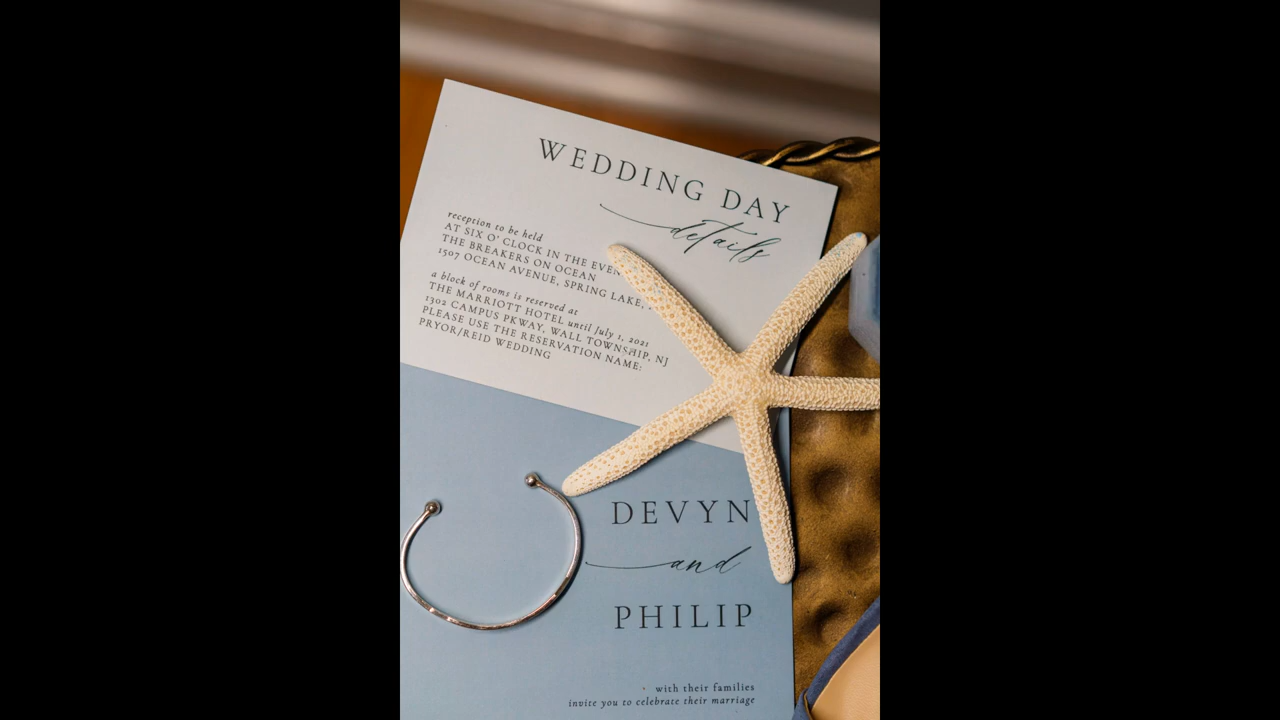 WEDDING DAY
details
reception to be held
AT SIX O' CLOCK IN THE
THE BREAKERS ON OCEAN
1507 OCEAN AVENUE, SPRING LAKE,
a block of rooms is reserved at
THE MARRIOTT HOTEL until July 1, 2021
1302 CAMPUS PKWAY, WALL TOWNSHIP, NJ
PLEASE USE THE RESERVATION NAME:
PRYOR/REID WEDDING
DEVYN
and
PHILIP
with their families
invite you to celebrate their marriage